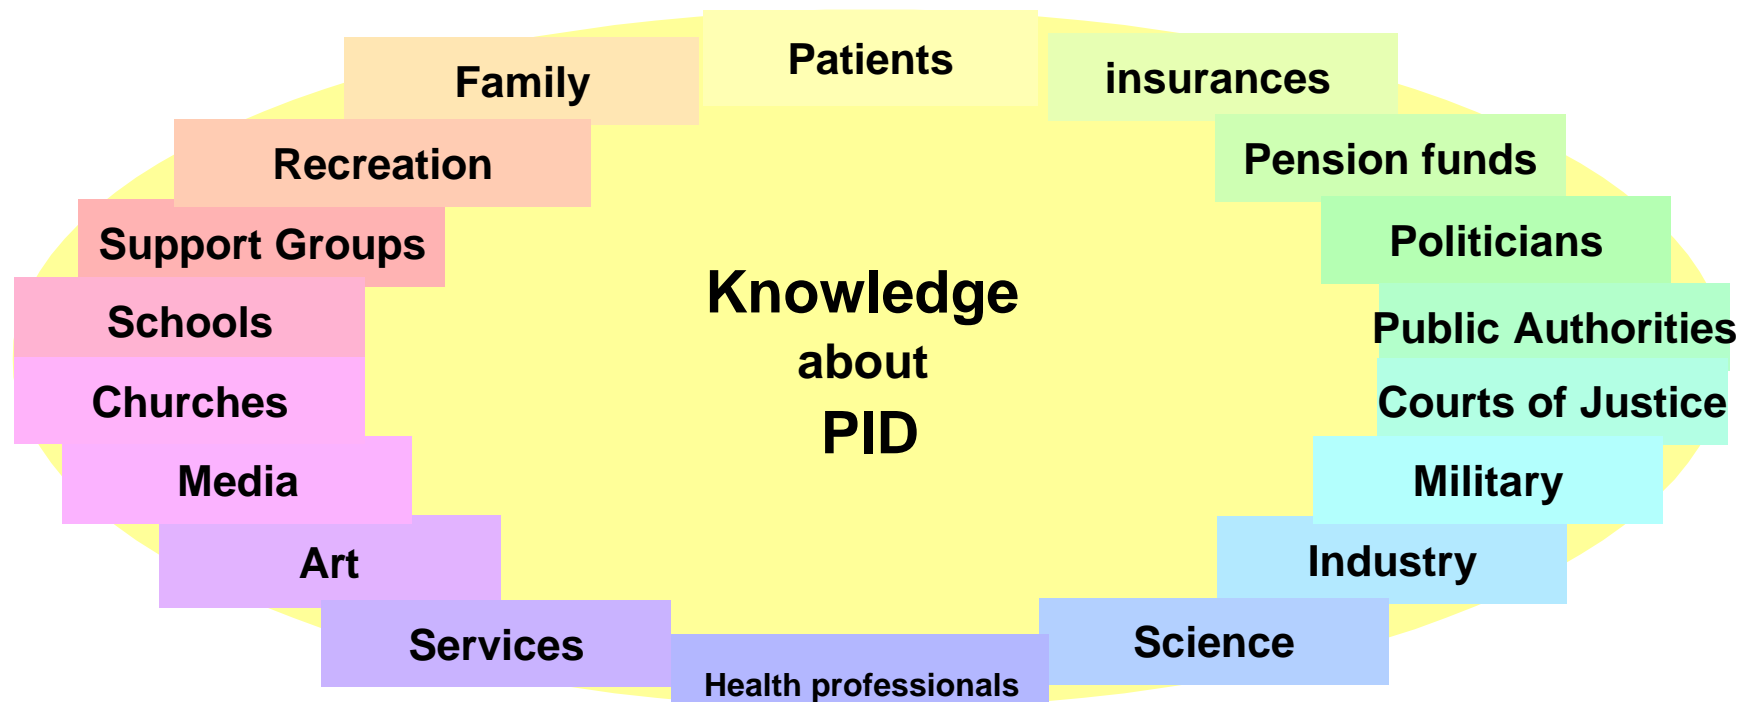 Patients
Family
insurances
Recreation
Pension funds
Support Groups
Politicians
Knowledge
about
PID
Schools
Public Authorities
Churches
Courts of Justice
Media
Military
Art
Industry
Services
Science
Health professionals